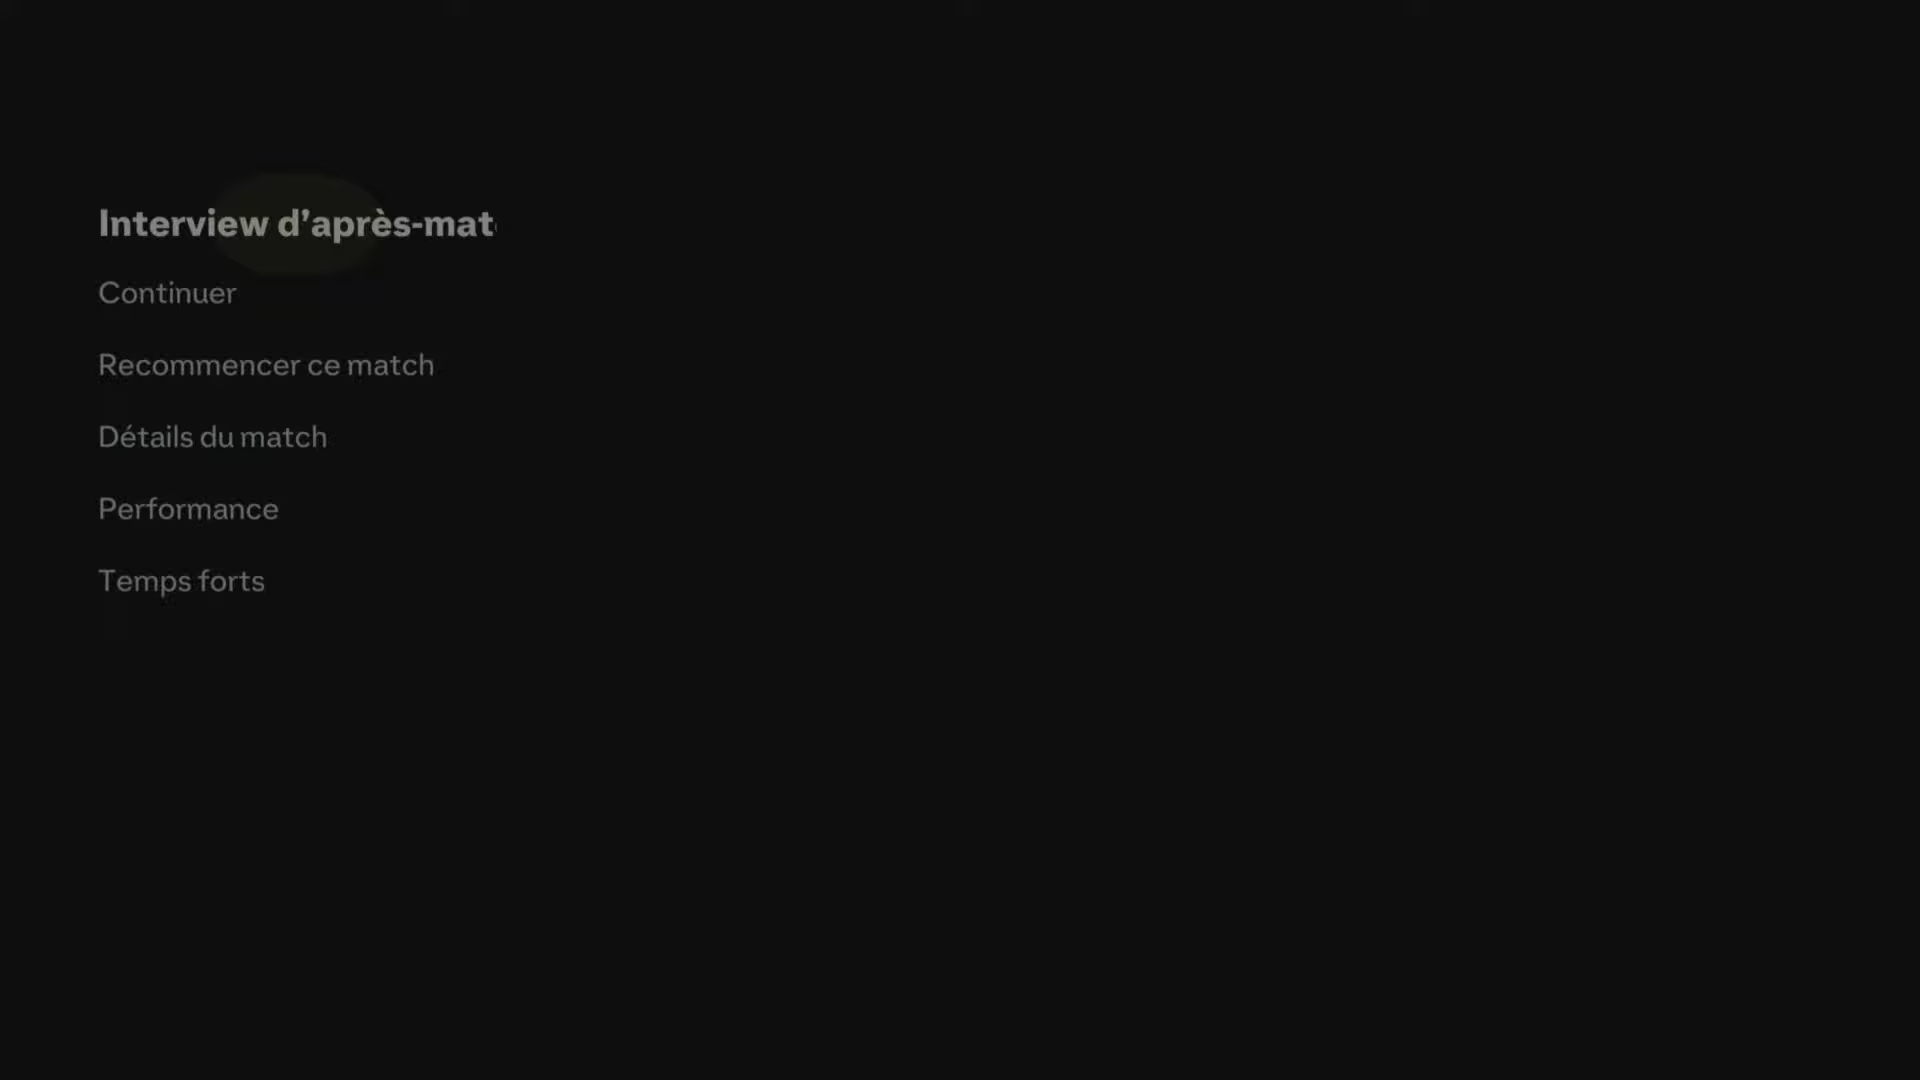 Interview d’après-mat
Continuer
Recommencer ce match
Détails du match
Performance
Temps forts